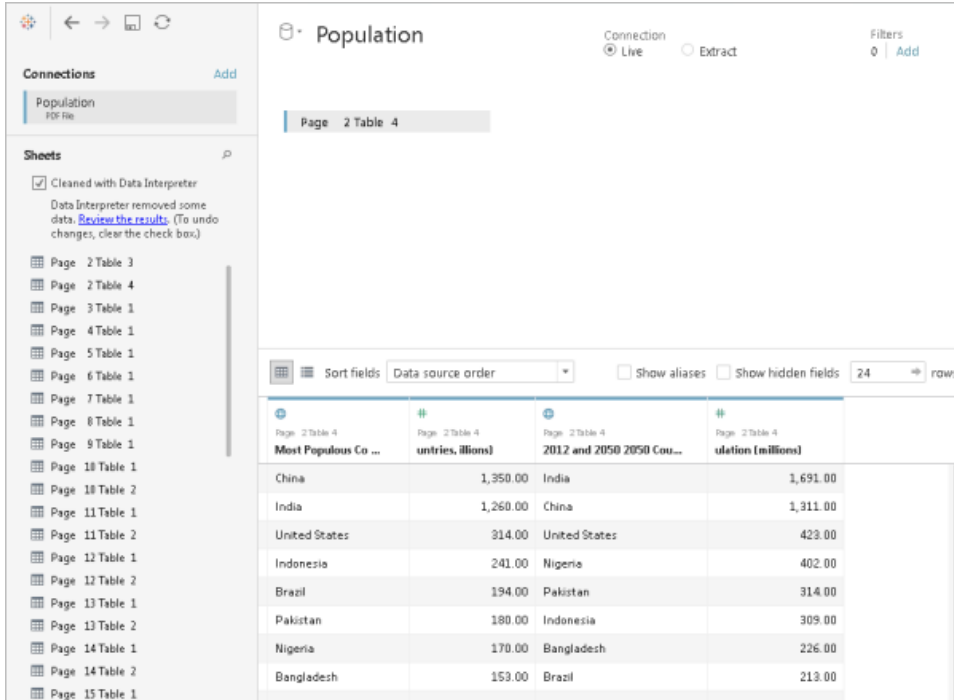 Connections Add
Population
PDF File
Sheets
Cleaned with Data Interpreter
Data Interpreter removed some
data. Review the results. (To undo
changes, clear the check box.)
Page 2 Table 3
Page 2 Table 4
Page 3 Table 1
Page 4 Table 1
Page 5 Table 1
Page 6 Table 1
Page 7 Table 1
Page 8 Table 1
Page 9 Table 1
Page 10 Table 1
Page 10 Table 2
Page 11 Table 1
Page 11 Table 2
Page 12 Table 1
Page 12 Table 2
Page 13 Table 1
Page 13 Table 2
Page 14 Table 1
Page 14 Table 2
Page 15 Table 1
Population
Connection
Live Extract
Filters
0 Add
Page 2 Table 4
Sort fields Data source order Show aliases Show hidden fields 24 rows
# #
Page 2 Table 4 Page 2 Table 4 Page 2 Table 4 Page 2 Table 4
Most Populous Co ... untries, illions) 2012 and 2050 2050 Cou... ulation (millions)
China 1,350.00 India 1,691.00
India 1,260.00 China 1,311.00
United States 314.00 United States 423.00
Indonesia 241.00 Nigeria 402.00
Brazil 194.00 Pakistan 314.00
Pakistan 180.00 Indonesia 309.00
Nigeria 170.00 Bangladesh 226.00
Bangladesh 153.00 Brazil 213.00